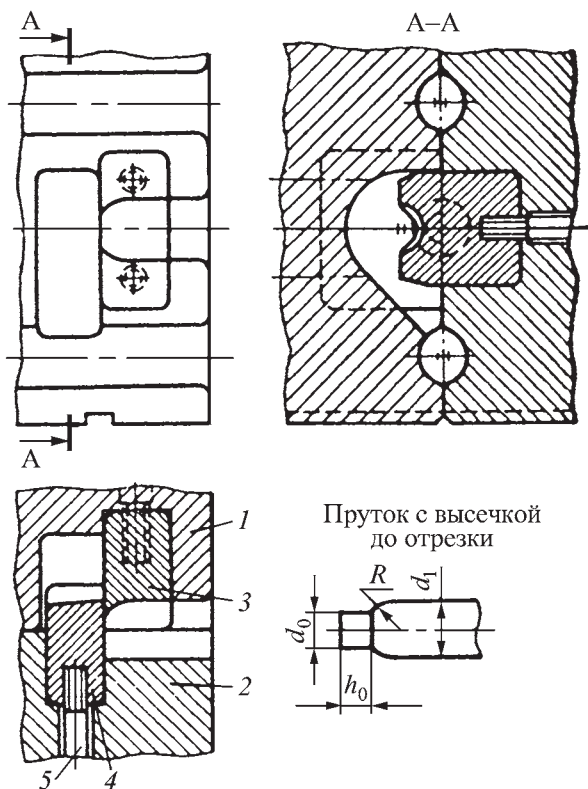 А
А–А
А
1
3
2
5
4
Пруток с высечкой
до отрезки
R
d₁
d₀
h₀